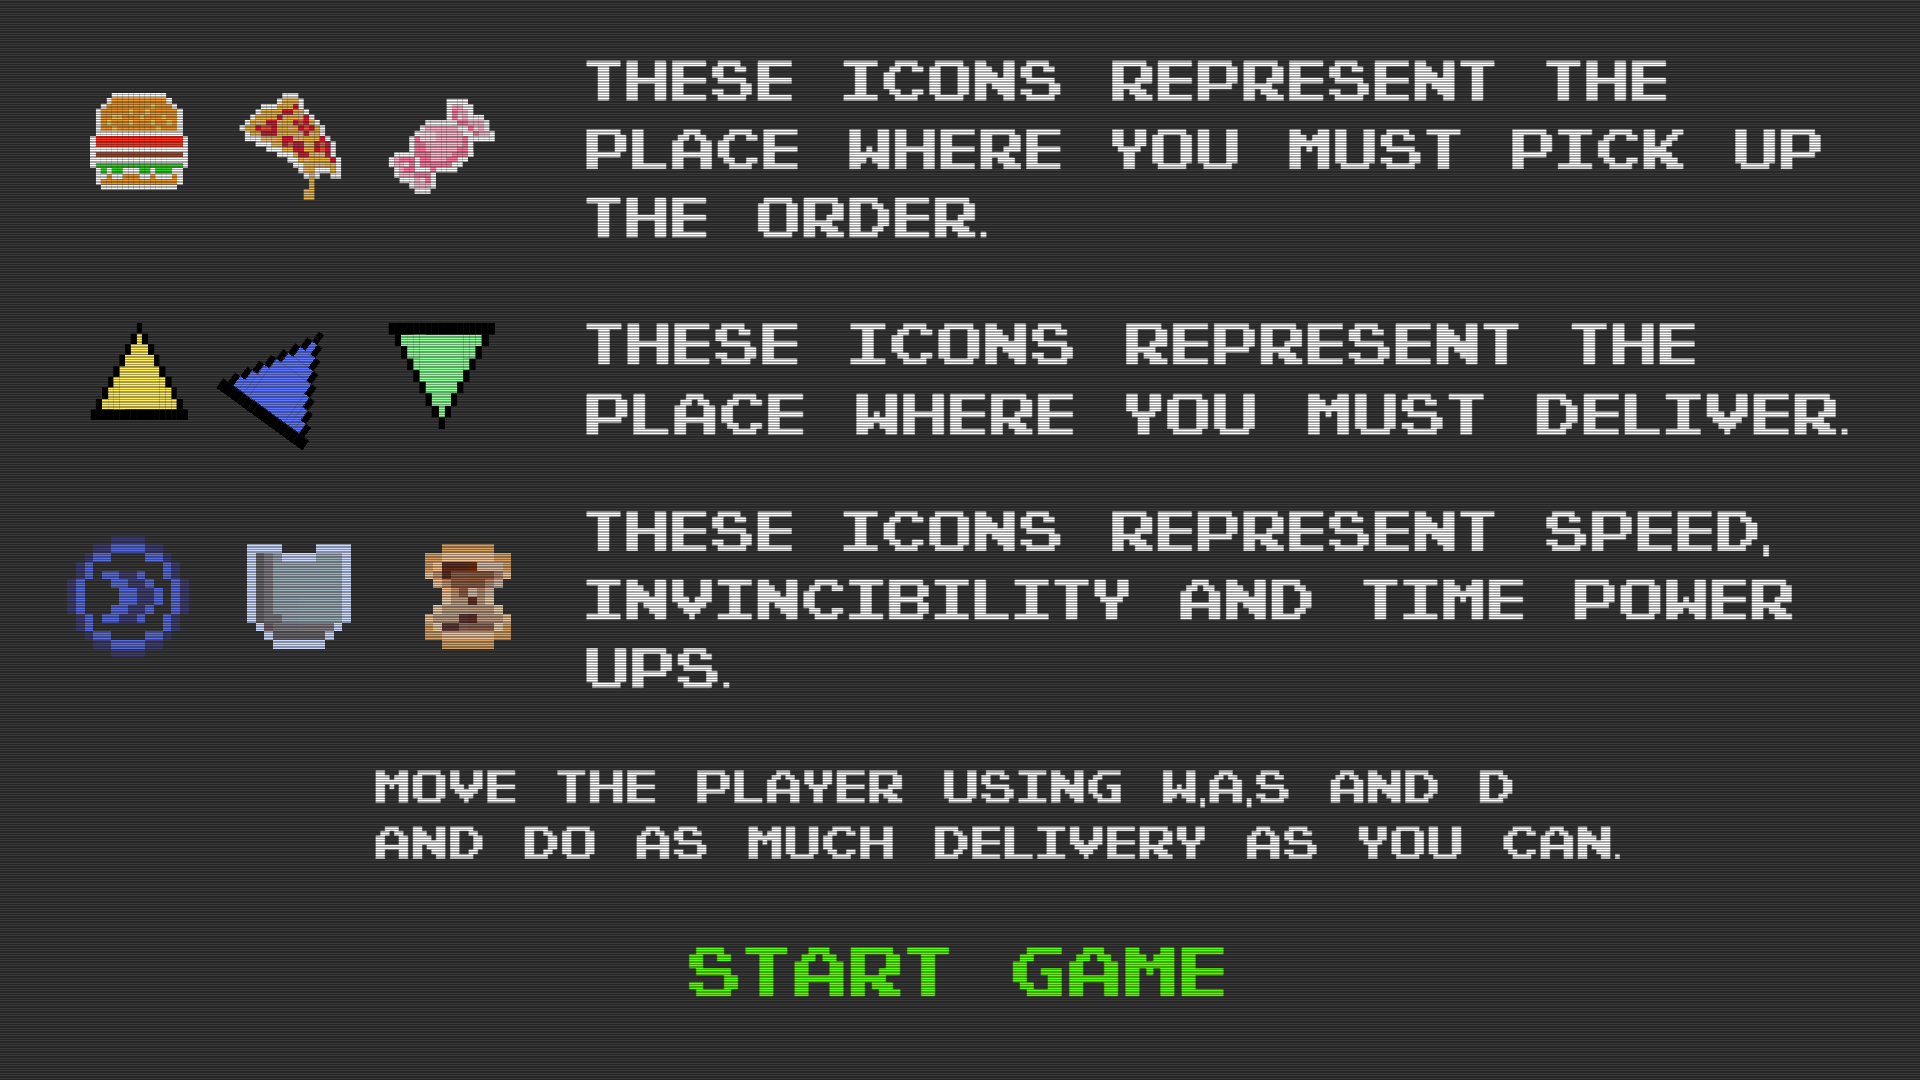 THESE ICONS REPRESENT THE
PLACE WHERE YOU MUST PICK UP
THE ORDER.
THESE ICONS REPRESENT THE
PLACE WHERE YOU MUST DELIVER.
THESE ICONS REPRESENT SPEED,
INVINCIBILITY AND TIME POWER
UPS.
MOVE THE PLAYER USING W,A,S AND D
AND DO AS MUCH DELIVERY AS YOU CAN.
START GAME